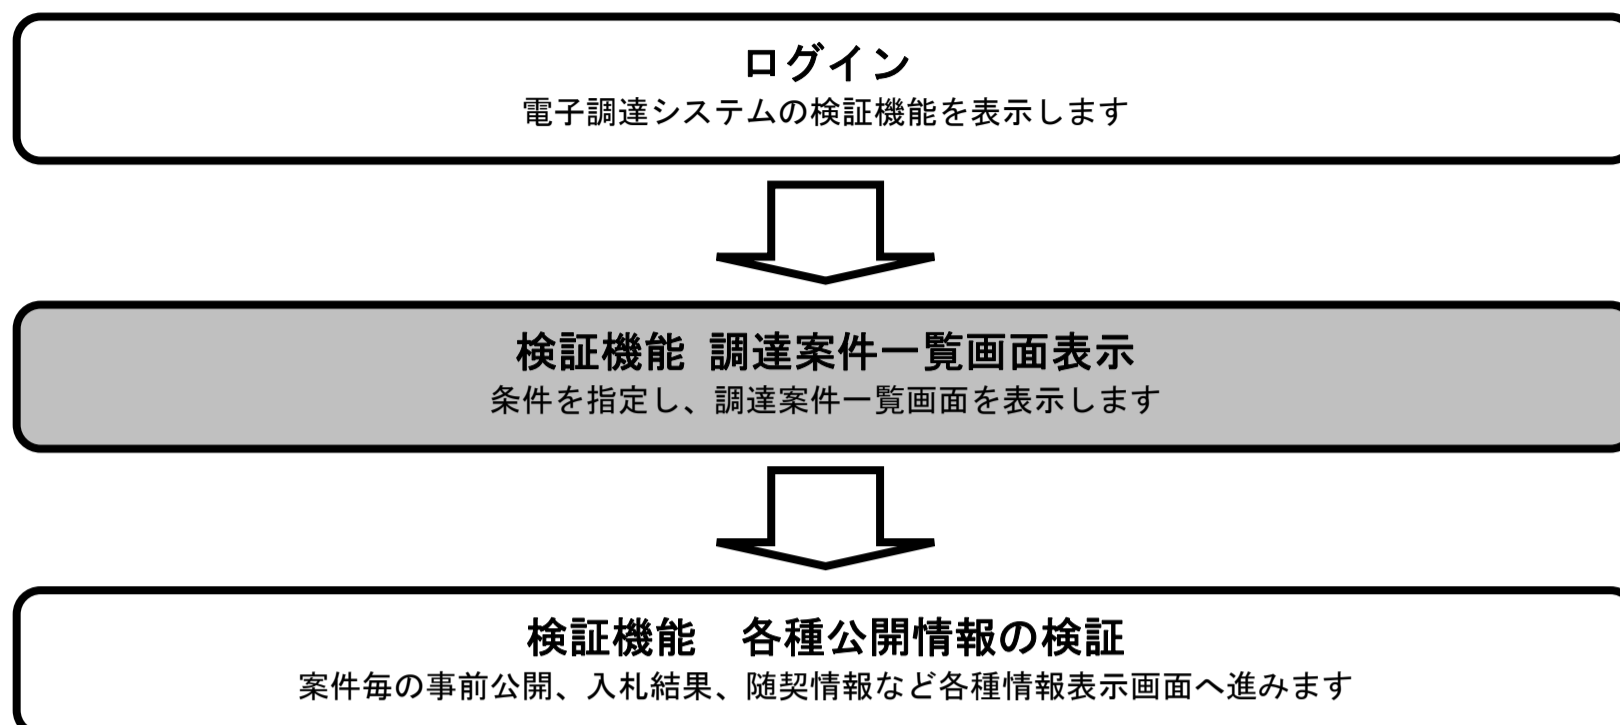 ログイン
電子調達システムの検証機能を表示します
検証機能 調達案件一覧画面表示
条件を指定し、調達案件一覧画面を表示します
検証機能　各種公開情報の検証
案件毎の事前公開、入札結果、随契情報など各種情報表示画面へ進みます